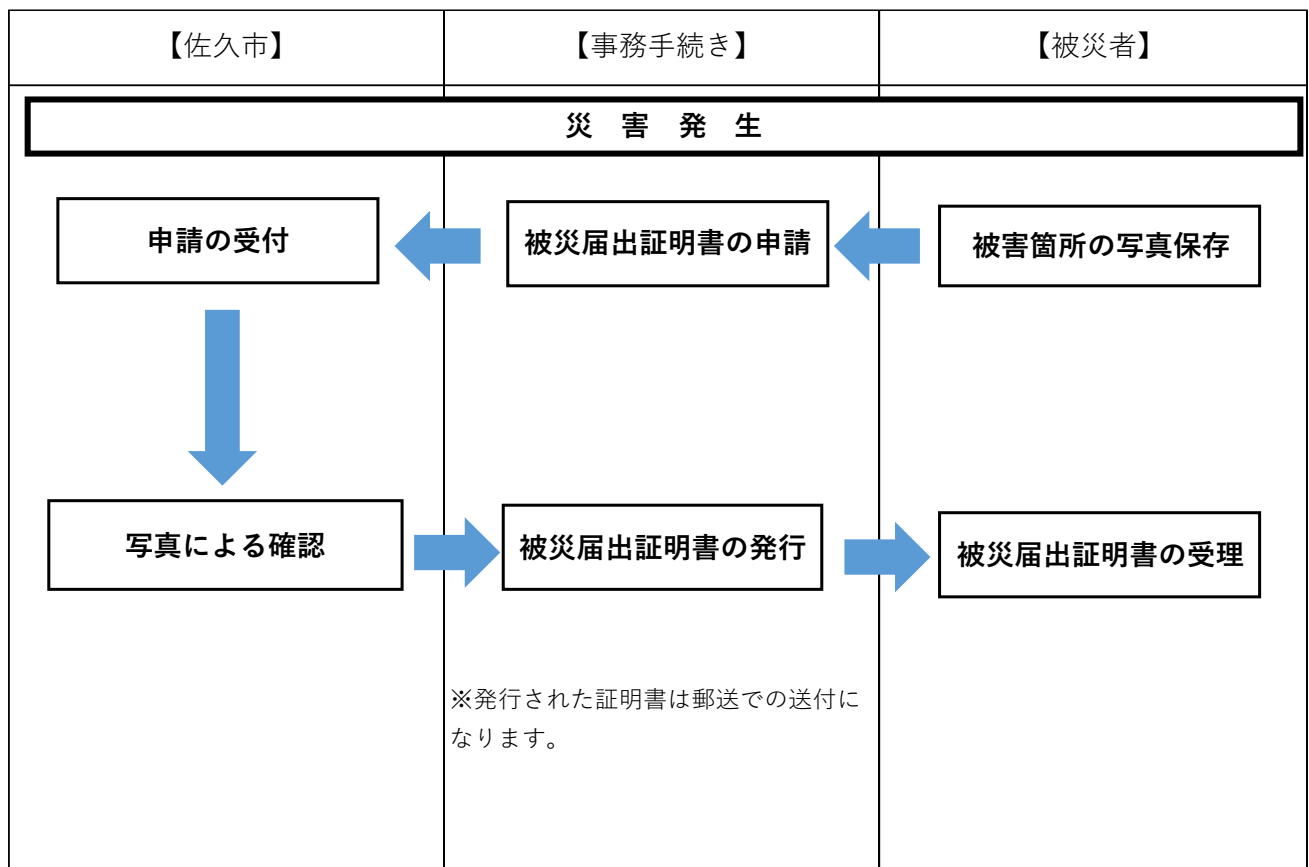 【佐久市】
【事務手続き】
【被災者】
災 害 発 生
申請の受付
被災届出証明書の申請
被害箇所の写真保存
写真による確認
被災届出証明書の発行
被災届出証明書の受理
※発行された証明書は郵送での送付に
なります。